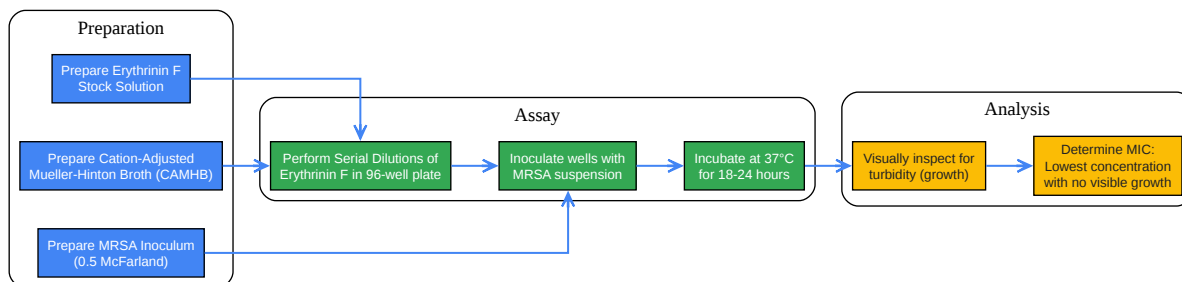 Preparation
Prepare Erythrinin F
Stock Solution
Prepare Cation-Adjusted
Mueller-Hinton Broth (CAMHB)
Prepare MRSA Inoculum
(0.5 McFarland)
Assay
Perform Serial Dilutions of
Erythrinin F in 96-well plate
Inoculate wells with
MRSA suspension
Incubate at 37°C
for 18-24 hours
Analysis
Visually inspect for
turbidity (growth)
Determine MIC:
Lowest concentration
with no visible growth